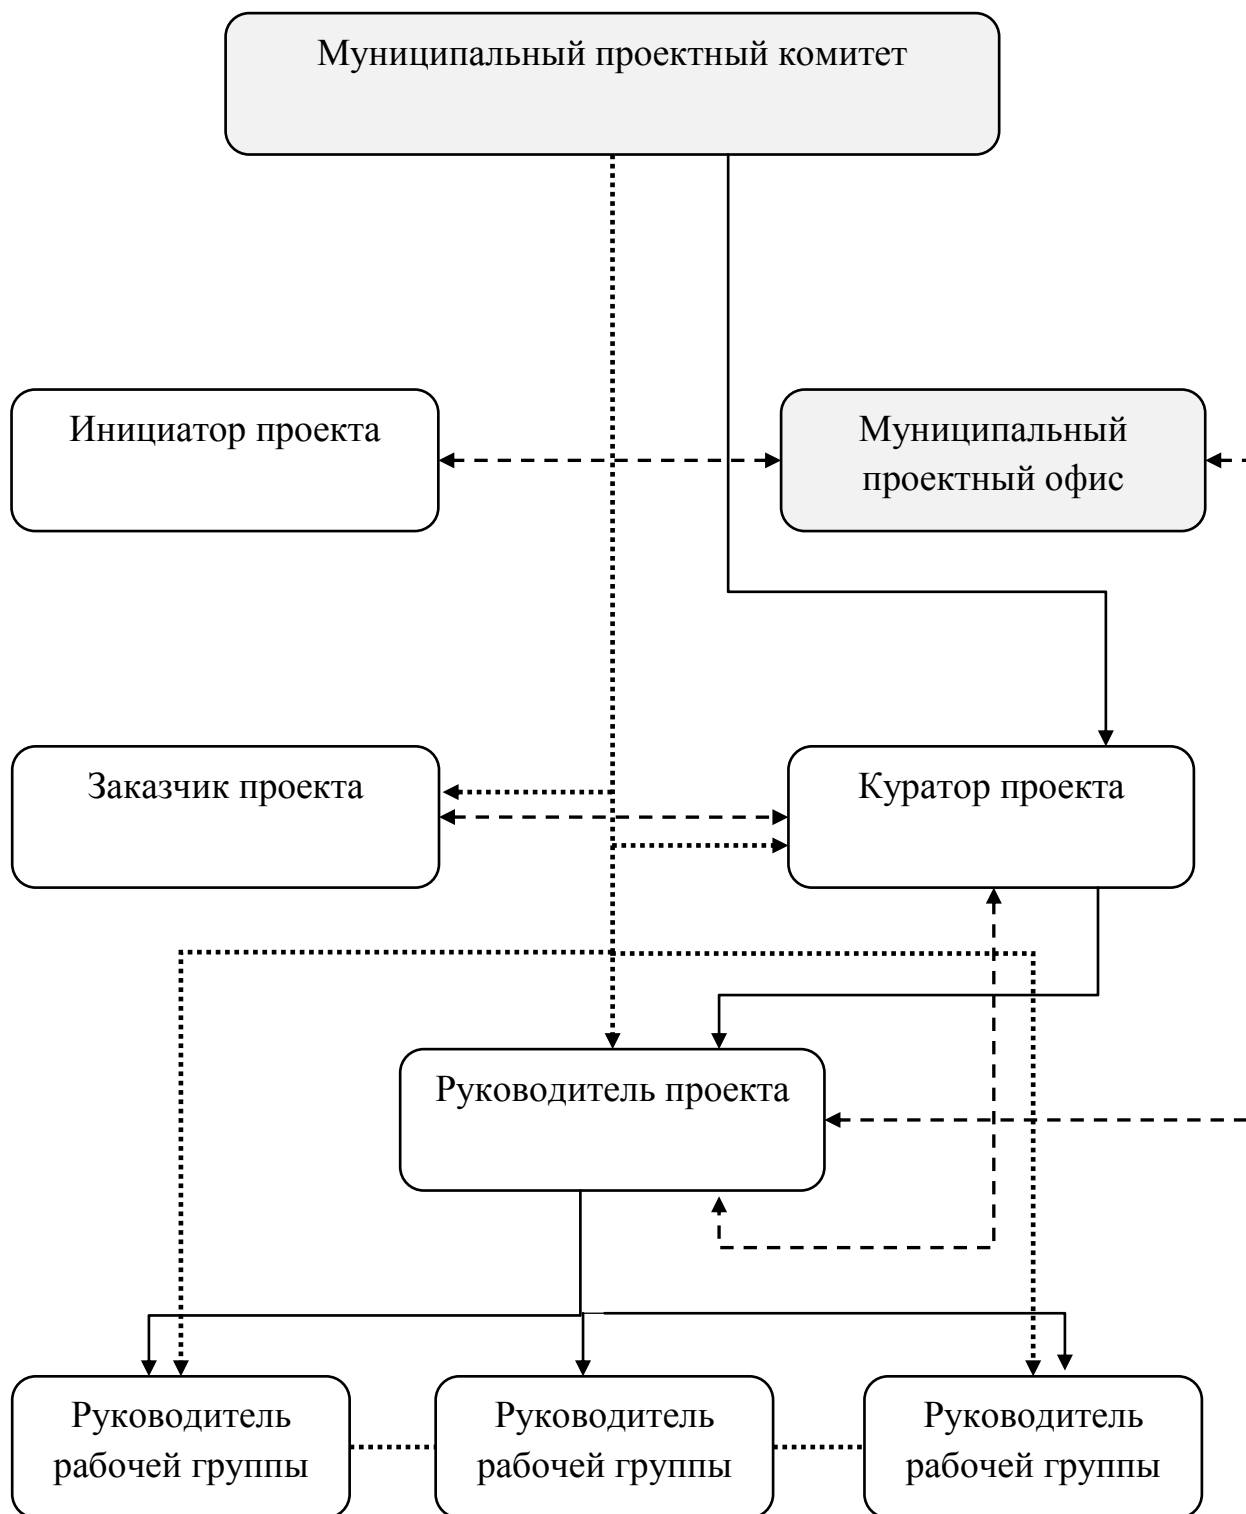 Муниципальный проектный комитет
Инициатор проекта
Муниципальный
проектный офис
Заказчик проекта
Куратор проекта
Руководитель проекта
Руководитель
рабочей группы
Руководитель
рабочей группы
Руководитель
рабочей группы